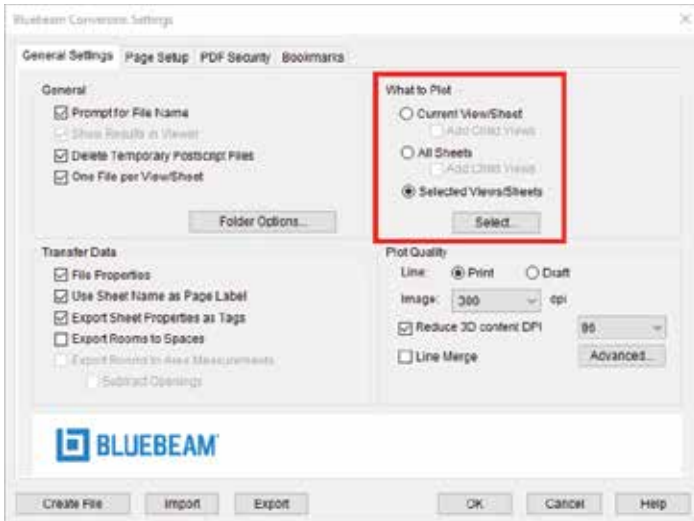 Bluebeam Conversion Settings
General Settings Page Setup PDF Security Bookmarks
General
Prompt for File Name
Show Results in Viewer
Delete Temporary Postscript Files
One File per View/Sheet
Folder Options...
What to Plot
Current View/Sheet
Add Child Views
All Sheets
Add Child Views
Selected Views/Sheets
Select...
Transfer Data
File Properties
Use Sheet Name as Page Label
Export Sheet Properties as Tags
Export Rooms to Spaces
Export Rooms to Area Measurements
Subtract Openings
Plot Quality
Line: Print Draft
Image: 300 dpi
Reduce 3D content DPI 96
Line Merge Advanced...
BLUEBEAM
Create File Import Export OK Cancel Help